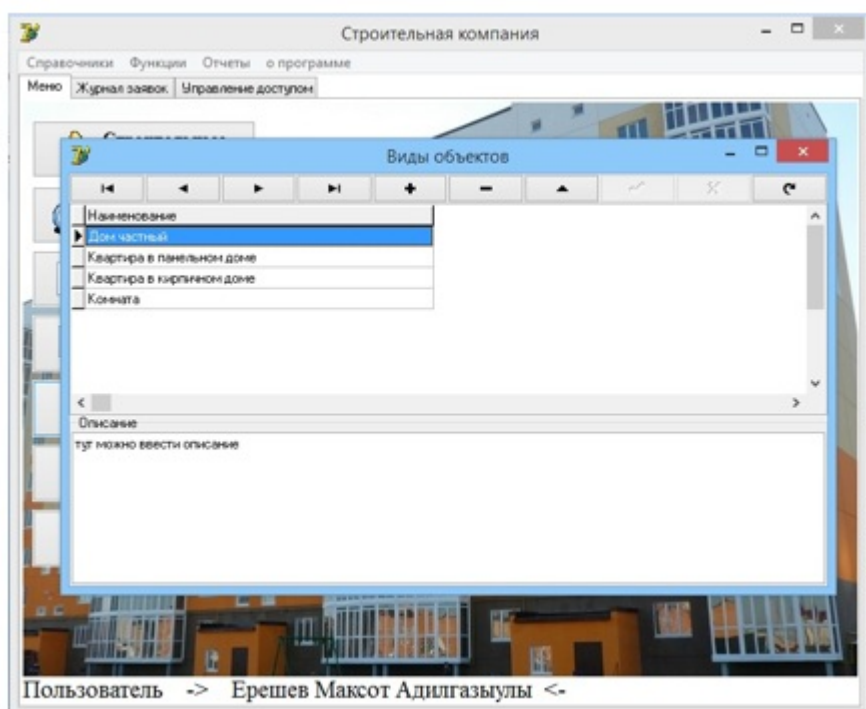 Строительная компания
Справочники Функции Отчеты о программе
Меню Журнал заявок Управление доступом
Виды объектов
Наименование
Дом частный
Квартира в панельном доме
Квартира в кирпичном доме
Комната
Описание
тут можно ввести описание
Пользователь -> Ерешев Максот Адилгазыулы <-